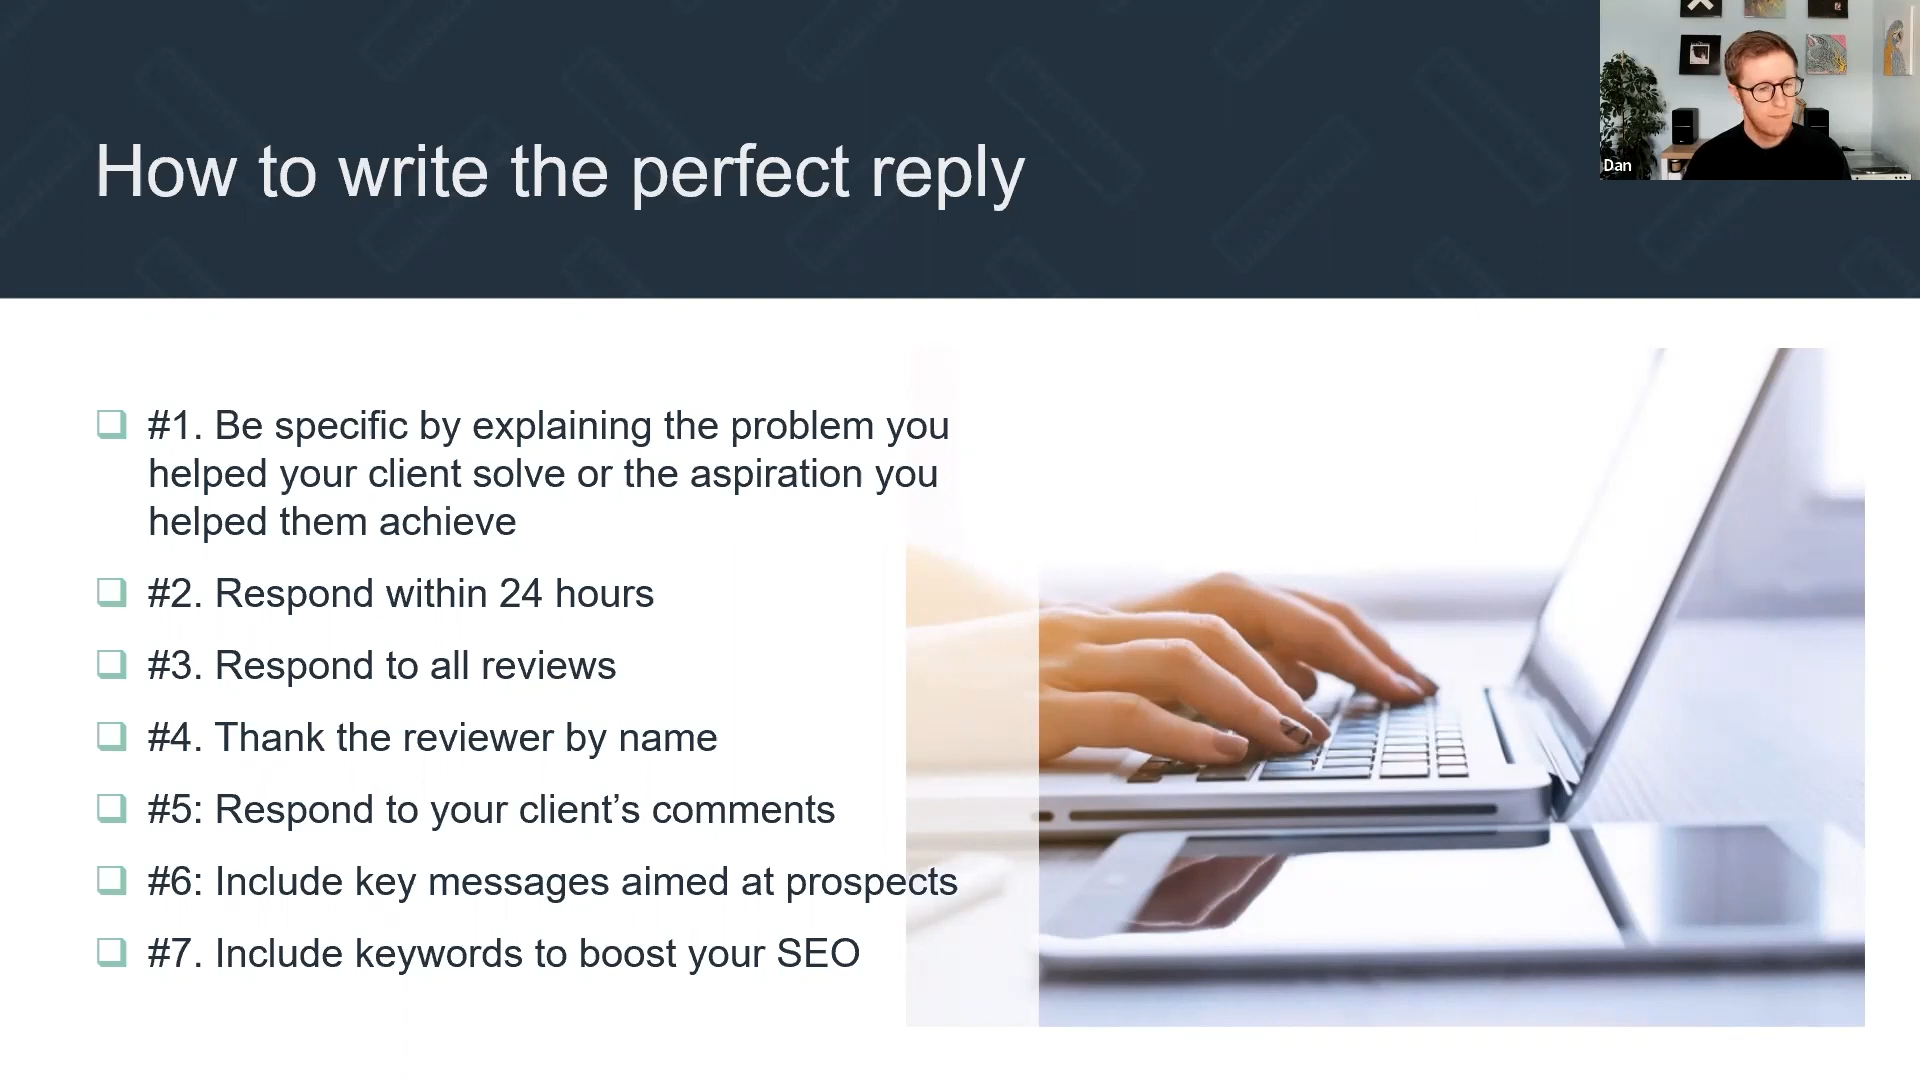 How to write the perfect reply
Dan
#1. Be specific by explaining the problem you
helped your client solve or the aspiration you
helped them achieve
#2. Respond within 24 hours
#3. Respond to all reviews
#4. Thank the reviewer by name
#5: Respond to your client’s comments
#6: Include key messages aimed at prospects
#7. Include keywords to boost your SEO